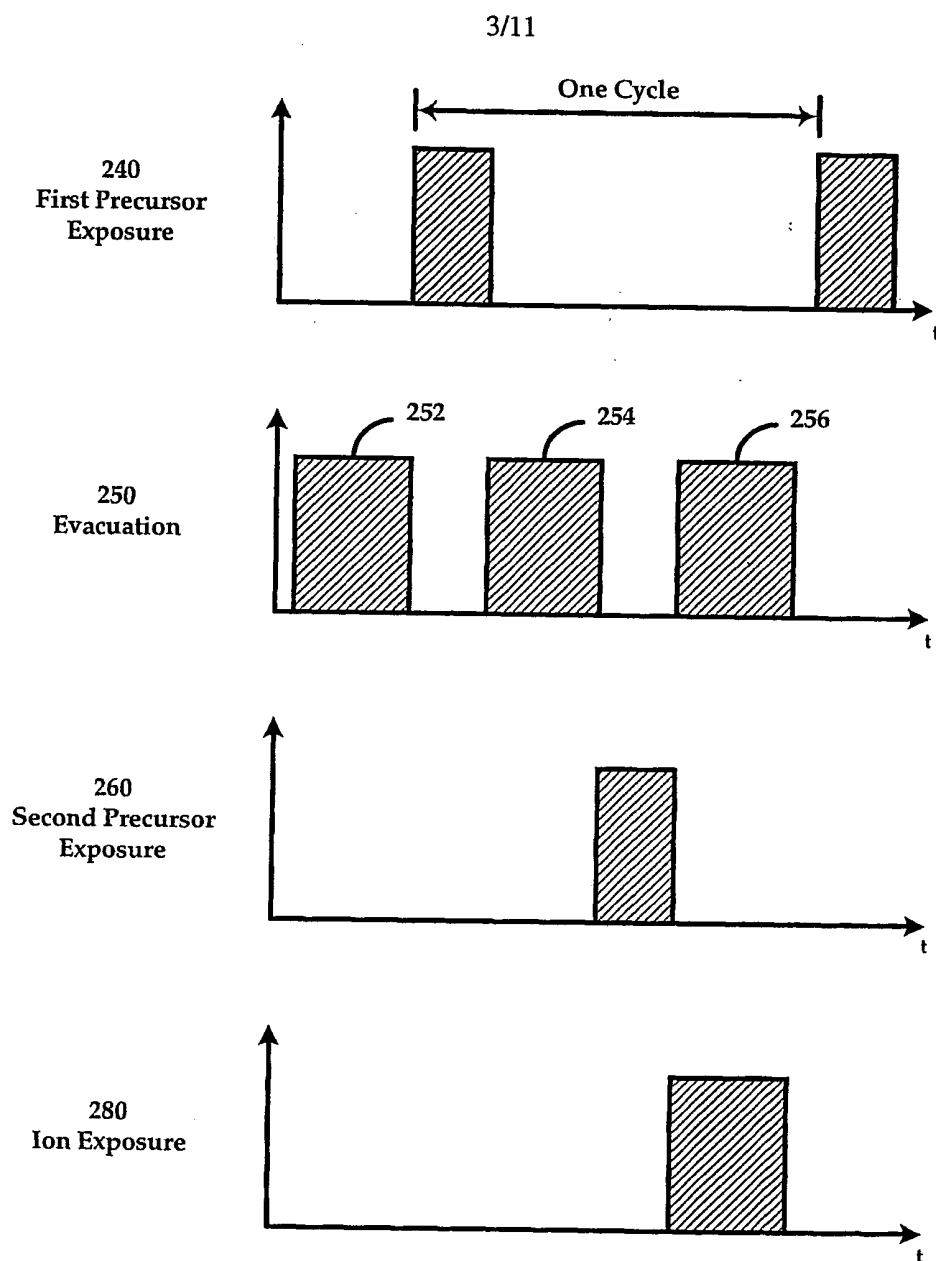 3/11
One Cycle
240
First Precursor
Exposure
t
252
254
256
250
Evacuation
t
260
Second Precursor
Exposure
t
280
Ion Exposure
t